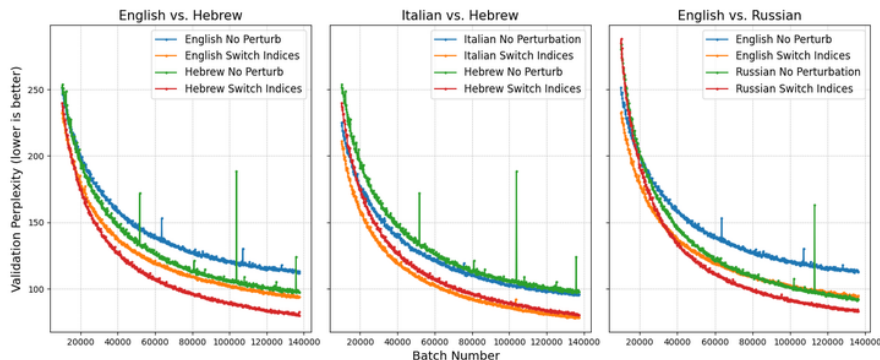 English vs. Hebrew
English No Perturb
English Switch Indices
Hebrew No Perturb
Hebrew Switch Indices
Italian vs. Hebrew
Italian No Perturbation
Italian Switch Indices
Hebrew No Perturb
Hebrew Switch Indices
English vs. Russian
English No Perturb
English Switch Indices
Russian No Perturbation
Russian Switch Indices
Validation Perplexity (lower is better)
250
200
150
100
20000 40000 60000 80000 100000 120000 140000
20000 40000 60000 80000 100000 120000 140000
20000 40000 60000 80000 100000 120000 140000
Batch Number